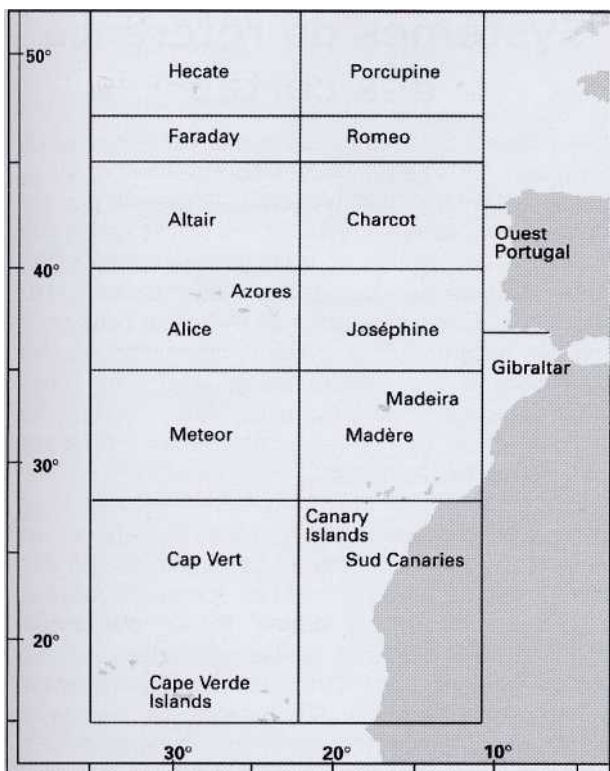 50°
Hecate
Porcupine
Faraday
Romeo
Altair
Charcot
Ouest
Portugal
40°
Azores
Alice
Joséphine
Gibraltar
Madeira
Meteor
Madère
30°
Canary
Islands
Cap Vert
Sud Canaries
20°
Cape Verde
Islands
30°
20°
10°